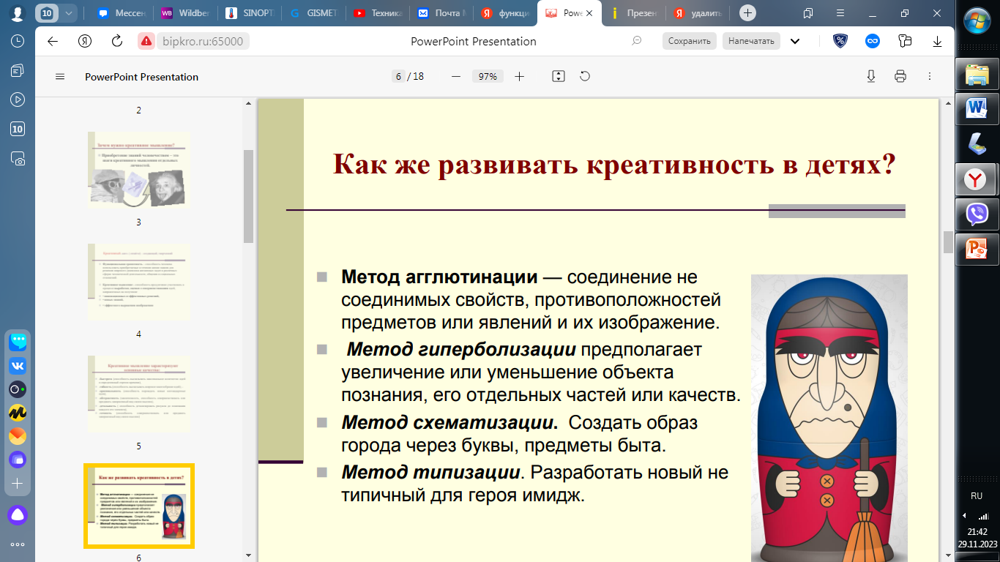 10
Мессен
Wildber
SINOPT
GISMET
Техника
Почта
функци
Powe
Презен
удалить
bipkro.ru:65000
PowerPoint Presentation
Сохранить
Напечатать
PowerPoint Presentation
6 / 18
97%
10
2
Зачем нужно креативное мышление?
Приобретение знаний человечеством – это
шаги креативного мышления отдельных
личностей.
3
4
Креативное мышление характеризуют
основные качества:
5
Как же развивать креативность в детях?
Метод агглютинации — соединение не
соединимых свойств, противоположностей
предметов или явлений и их изображение.
Метод гиперболизации предполагает
увеличение или уменьшение объекта
познания, его отдельных частей или качеств.
Метод схематизации. Создать образ
города через буквы, предметы быта.
Метод типизации. Разработать новый не
типичный для героя имидж.
6
Как же развивать креативность в детях?
Метод агглютинации — соединение не
соединимых свойств, противоположностей
предметов или явлений и их изображение.
Метод гиперболизации предполагает
увеличение или уменьшение объекта
познания, его отдельных частей или качеств.
Метод схематизации. Создать образ
города через буквы, предметы быта.
Метод типизации. Разработать новый не
типичный для героя имидж.
RU
21:42
29.11.2023